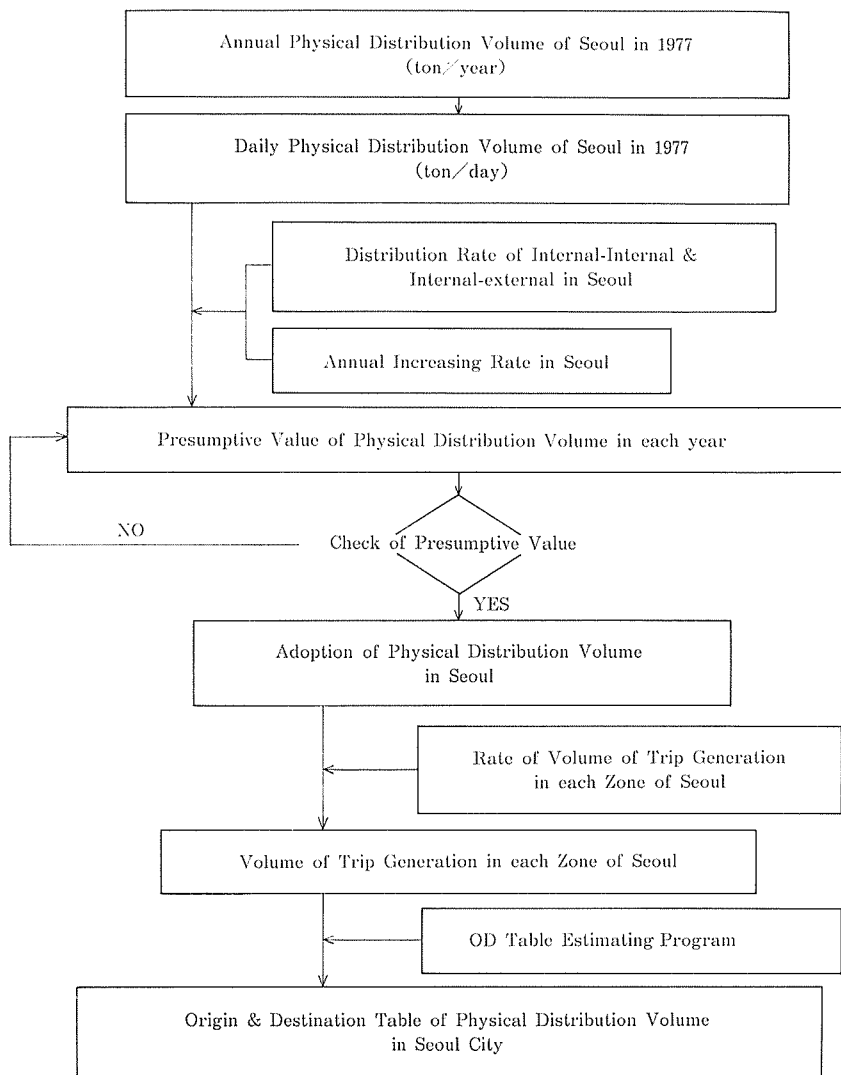 Annual Physical Distribution Volume of Seoul in 1977
(ton/year)
Daily Physical Distribution Volume of Seoul in 1977
(ton/day)
Distribution Rate of Internal-Internal &
Internal-external in Seoul
Annual Increasing Rate in Seoul
Presumptive Value of Physical Distribution Volume in each year
NO
Check of Presumptive Value
YES
Adoption of Physical Distribution Volume
in Seoul
Rate of Volume of Trip Generation
in each Zone of Seoul
Volume of Trip Generation in each Zone of Seoul
OD Table Estimating Program
Origin & Destination Table of Physical Distribution Volume
in Seoul City